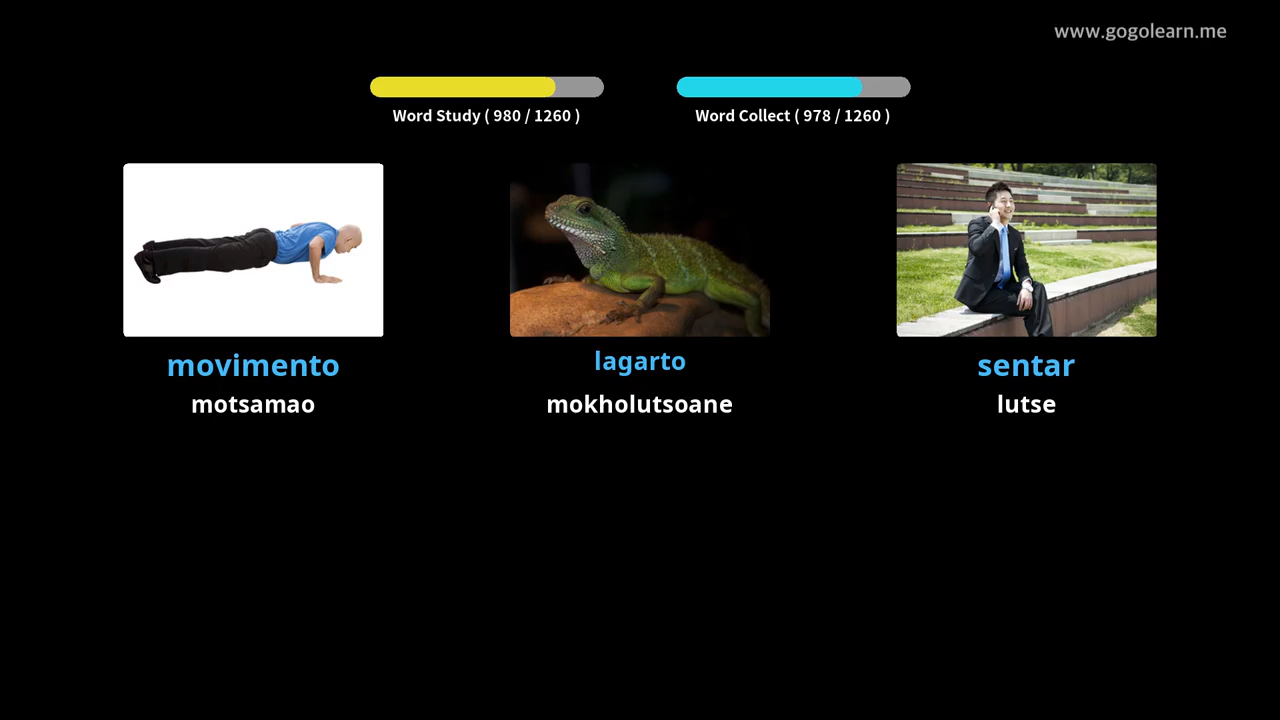 www.gogolearn.me
Word Study ( 980 / 1260 )
Word Collect ( 978 / 1260 )
movimento
motsamao
lagarto
mokholutsoane
sentar
lutse